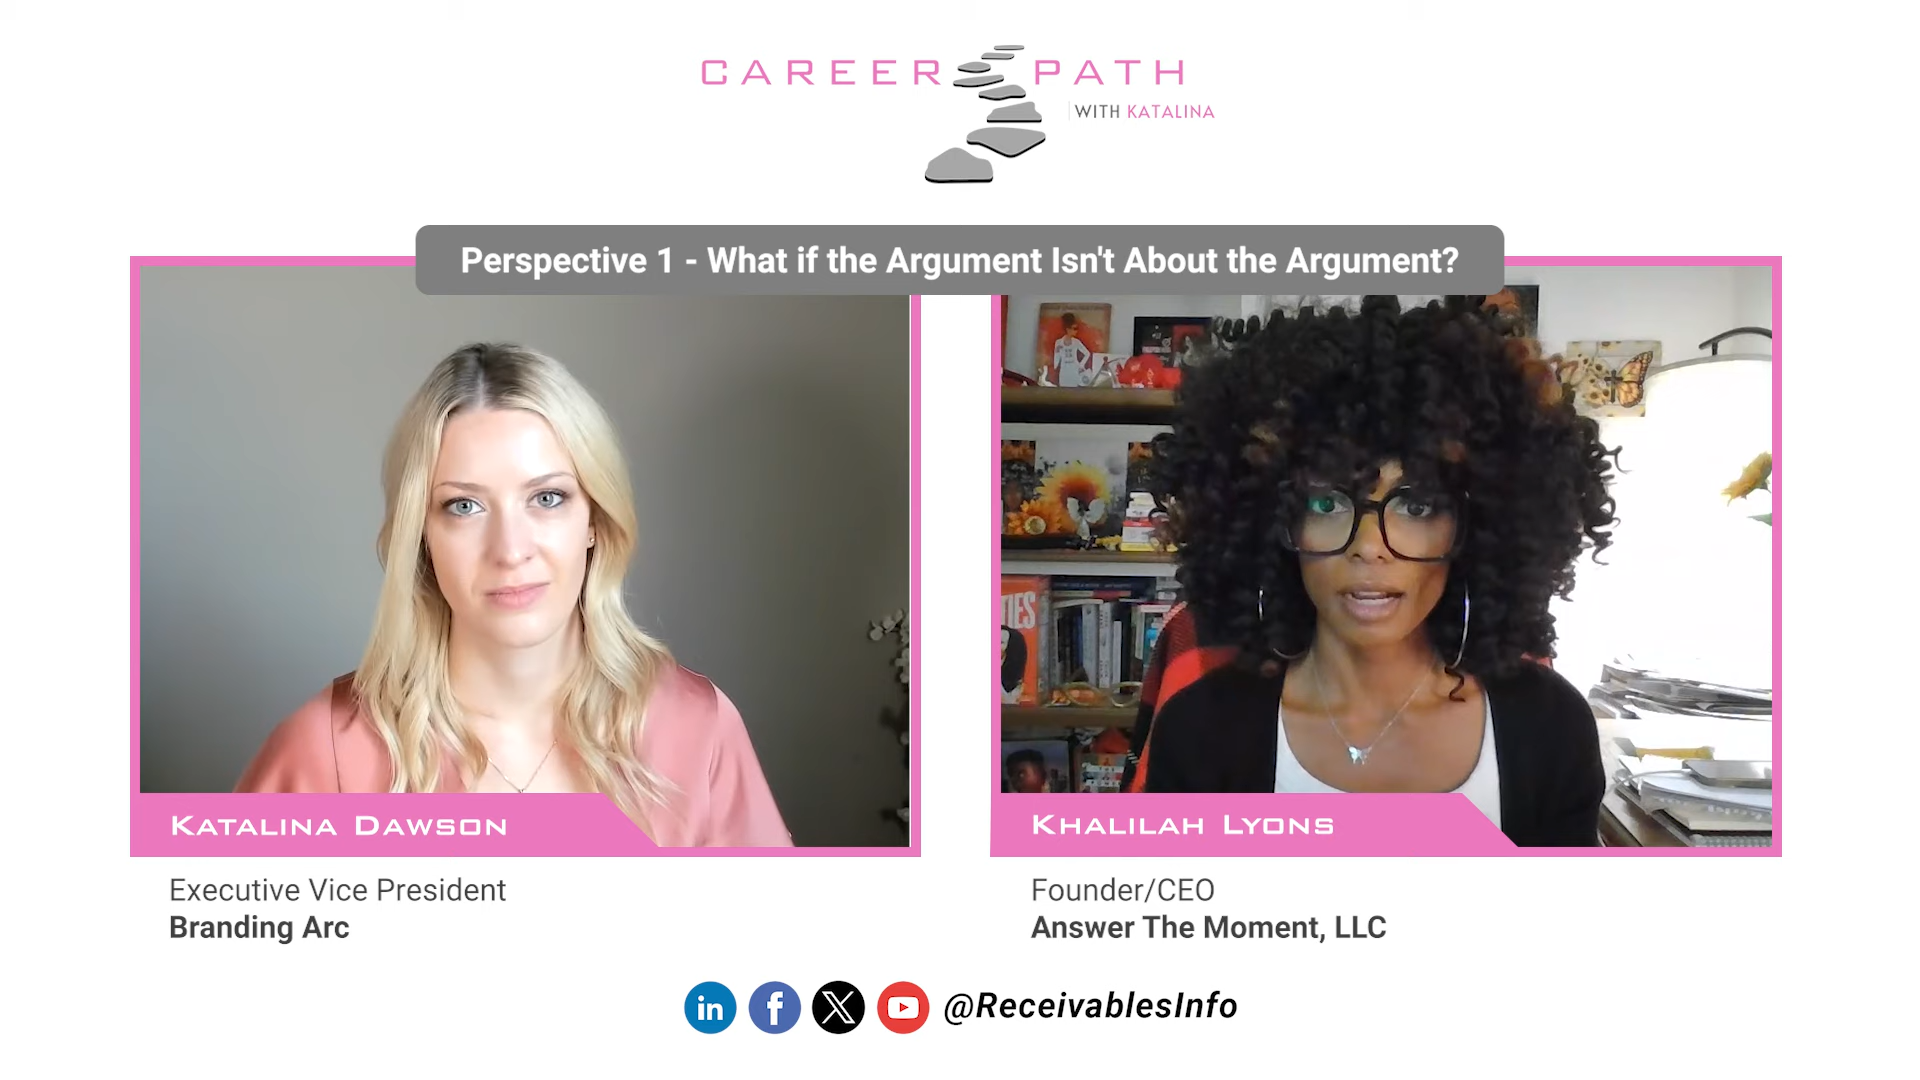 CAREER PATH
WITH KATALINA
Perspective 1 - What if the Argument Isn't About the Argument?
TIES
KATALINA DAWSON
Executive Vice President
Branding Arc
KHALILAH LYONS
Founder/CEO
Answer The Moment, LLC
in f X @ReceivablesInfo